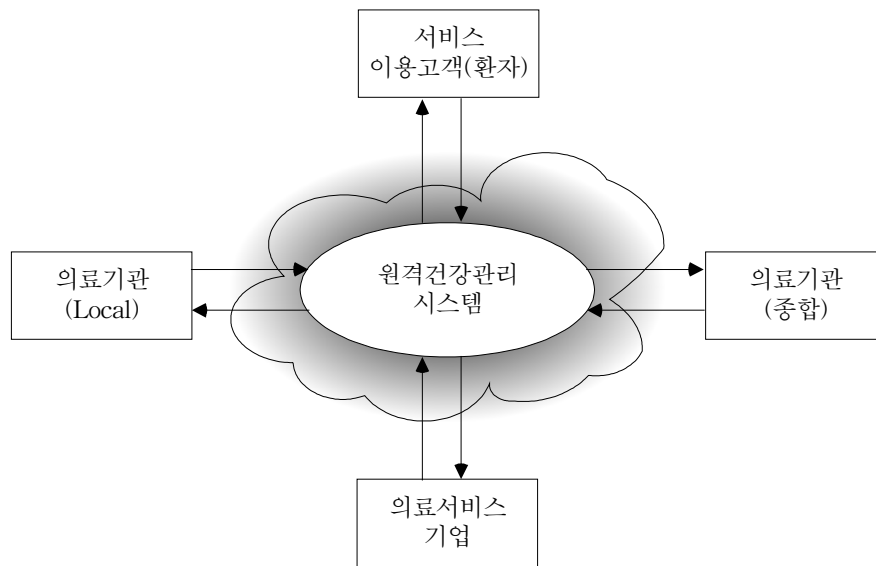 서비스
이용고객(환자)
의료기관
(Local)
원격건강관리
시스템
의료기관
(종합)
의료서비스
기업